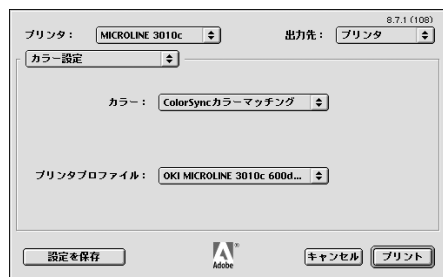 8.7.1 (108)
プリンタ： MICROLINE 3010c 出力先： プリンタ
カラー設定
カラー： ColorSyncカラーマッチング
プリンタプロファイル： OKI MICROLINE 3010c 600d...
設定を保存 Adobe キャンセル プリント